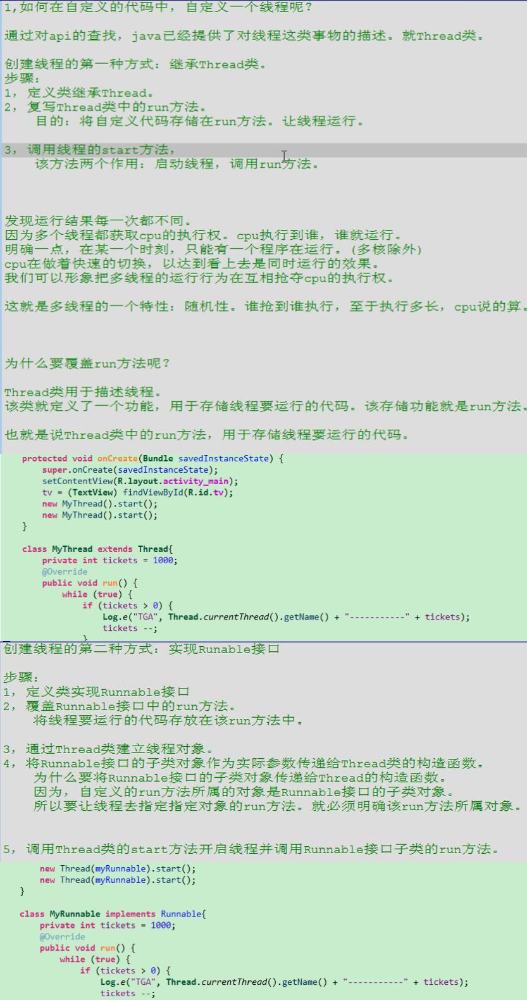 1,如何在自定义的代码中，自定义一个线程呢？
通过对api的查找，java已经提供了对线程这类事物的描述。就Thread类。
创建线程的第一种方式：继承Thread类。
步骤：
1，定义类继承Thread。
2，复写Thread类中的run方法。
目的：将自定义代码存储在run方法。让线程运行。
3，调用线程的start方法，
该方法两个作用：启动线程，调用run方法。
发现运行结果每一次都不同。
因为多个线程都获取cpu的执行权。cpu执行到谁，谁就运行。
明确一点，在某一个时刻，只能有一个程序在运行。(多核除外)
cpu在做着快速的切换，以达到看上去是同时运行的效果。
我们可以形象把多线程的运行行为在互相抢夺cpu的执行权。
这就是多线程的一个特性：随机性。谁抢到谁执行，至于执行多长，cpu说的算。
为什么要覆盖run方法呢？
Thread类用于描述线程。
该类就定义了一个功能，用于存储线程要运行的代码。该存储功能就是run方法。
也就是说Thread类中的run方法，用于存储线程要运行的代码。
protected void onCreate(Bundle savedInstanceState) {
super.onCreate(savedInstanceState);
setContentView(R.layout.activity_main);
tv = (TextView) findViewById(R.id.tv);
new MyThread().start();
new MyThread().start();
}
class MyThread extends Thread{
private int tickets = 1000;
@Override
public void run() {
while (true) {
if (tickets > 0) {
Log.e("TGA", Thread.currentThread().getName() + "-----------" + tickets);
tickets --;
}
创建线程的第二种方式：实现Runable接口
步骤：
1，定义类实现Runnable接口
2，覆盖Runnable接口中的run方法。
将线程要运行的代码存放在该run方法中。
3，通过Thread类建立线程对象。
4，将Runnable接口的子类对象作为实际参数传递给Thread类的构造函数。
为什么要将Runnable接口的子类对象传递给Thread的构造函数。
因为，自定义的run方法所属的对象是Runnable接口的子类对象。
所以要让线程去指定指定对象的run方法。就必须明确该run方法所属对象。
5，调用Thread类的start方法开启线程并调用Runnable接口子类的run方法。
new Thread(myRunnable).start();
new Thread(myRunnable).start();
}
class MyRunnable implements Runnable{
private int tickets = 1000;
@Override
public void run() {
while (true) {
if (tickets > 0) {
Log.e("TGA", Thread.currentThread().getName() + "-----------" + tickets);
tickets --;